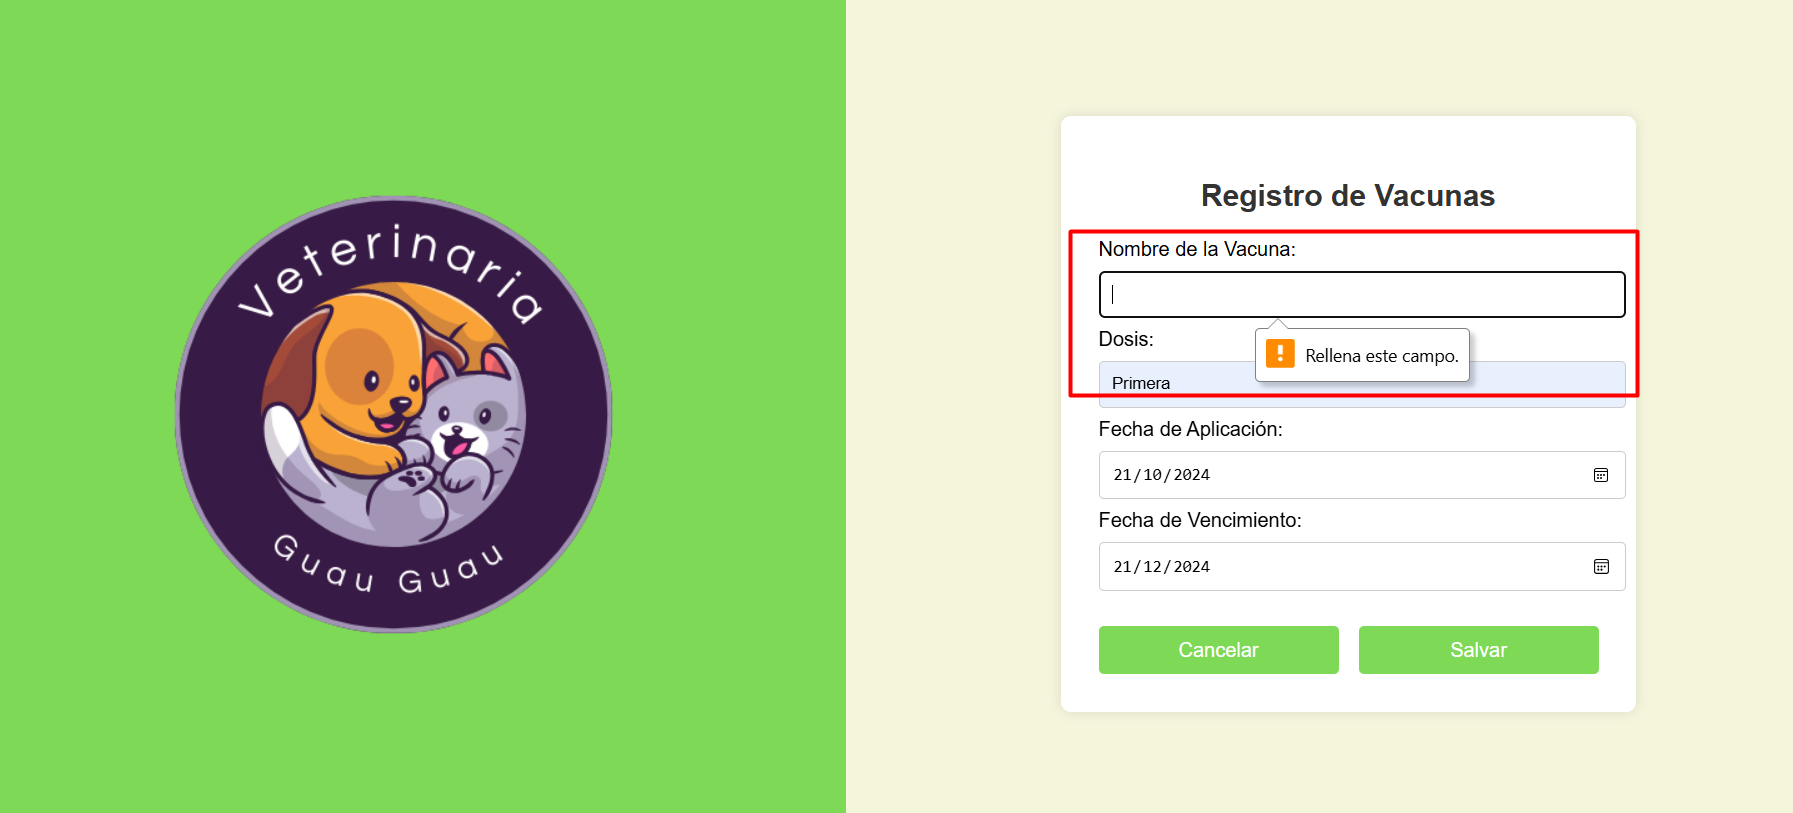 Veterinaria
Guau Guau
Registro de Vacunas
Nombre de la Vacuna:
Dosis:
Rellena este campo.
Primera
Fecha de Aplicación:
21/10/2024
Fecha de Vencimiento:
21/12/2024
Cancelar
Salvar